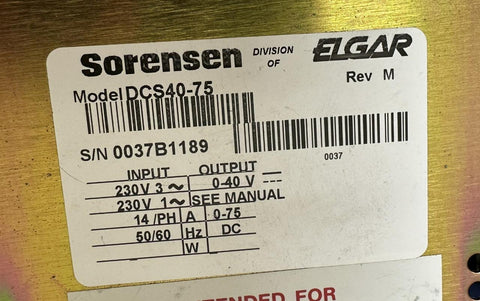 Sorensen DIVISION OF ELGAR
Model DCS40-75 Rev M
S/N 0037B1189
0037
INPUT OUTPUT
230V 3~ 0-40 V ---
230V 1~ SEE MANUAL
14 /PH A 0-75
50/60 Hz DC
W
TENDED FOR